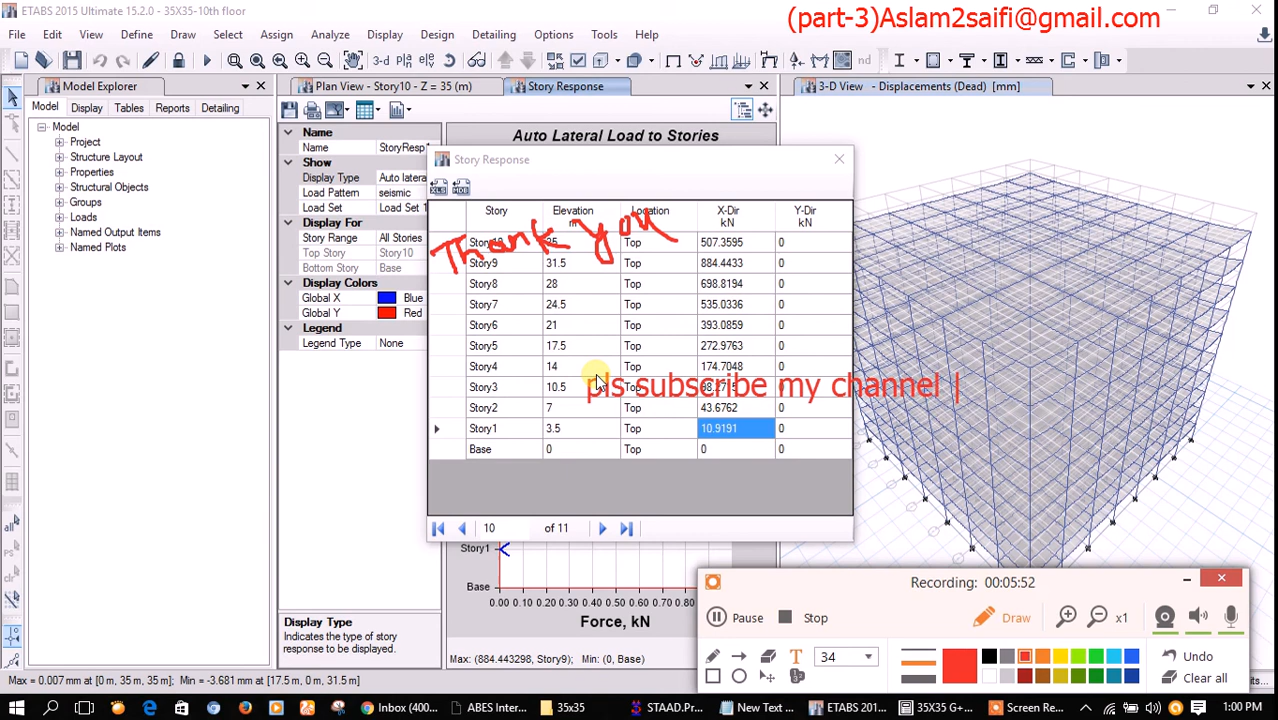 ETABS 2015 Ultimate 15.2.0 - 35X35-10th floor
(part-3)Aslam2saifi@gmail.com
File Edit View Define Draw Select Assign Analyze Display Design Detailing Options Tools Help
3-d nd
Model Explorer
Plan View - Story10 - Z = 35 (m)
Story Response
3-D View - Displacements (Dead) [mm]
Model Display Tables Reports Detailing
Model
Project
Structure Layout
Properties
Structural Objects
Groups
Loads
Named Output Items
Named Plots
Name
Name StoryResp1
Show
Display Type Auto latera
Load Pattern seismic
Load Set Load Set 1
Display For
Story Range All Stories
Top Story Story10
Bottom Story Base
Display Colors
Global X Blue
Global Y Red
Legend
Legend Type None
Display Type
Indicates the type of story
response to be displayed.
Auto Lateral Load to Stories
Story Response
XLS MDB
Story Elevation m Location X-Dir kN Y-Dir kN
Thank you
Top 507.3595 0
Story9 31.5 Top 884.4433 0
Story8 28 Top 698.8194 0
Story7 24.5 Top 535.0336 0
Story6 21 Top 393.0859 0
Story5 17.5 Top 272.9763 0
Story4 14 Top 174.7048 0
Story3 10.5 0
pls subscribe my channel |
Story2 7 Top 43.6762 0
Story1 3.5 Top 10.9191 0
Base 0 Top 0 0
10 of 11
Story1
Base
0.00 0.10 0.20 0.30 0.40 0.50 0.60 0.70 0.8
Force, kN
Max: (884.443298, Story9); Min: (0, Base)
Recording: 00:05:52
Pause Stop Draw x1
34
Undo
Clear all
Max = 0.007 mm at [0 m, 35 m, 35 m]; Min = -3.681 mm at [17.5 m, 0 m, 31.5 m]
its...
Inbox (400... ABES Inter... 35x35 STAAD.Pr... New Text ... ETABS 201... 35X35 G+... Screen Re... 1:00 PM